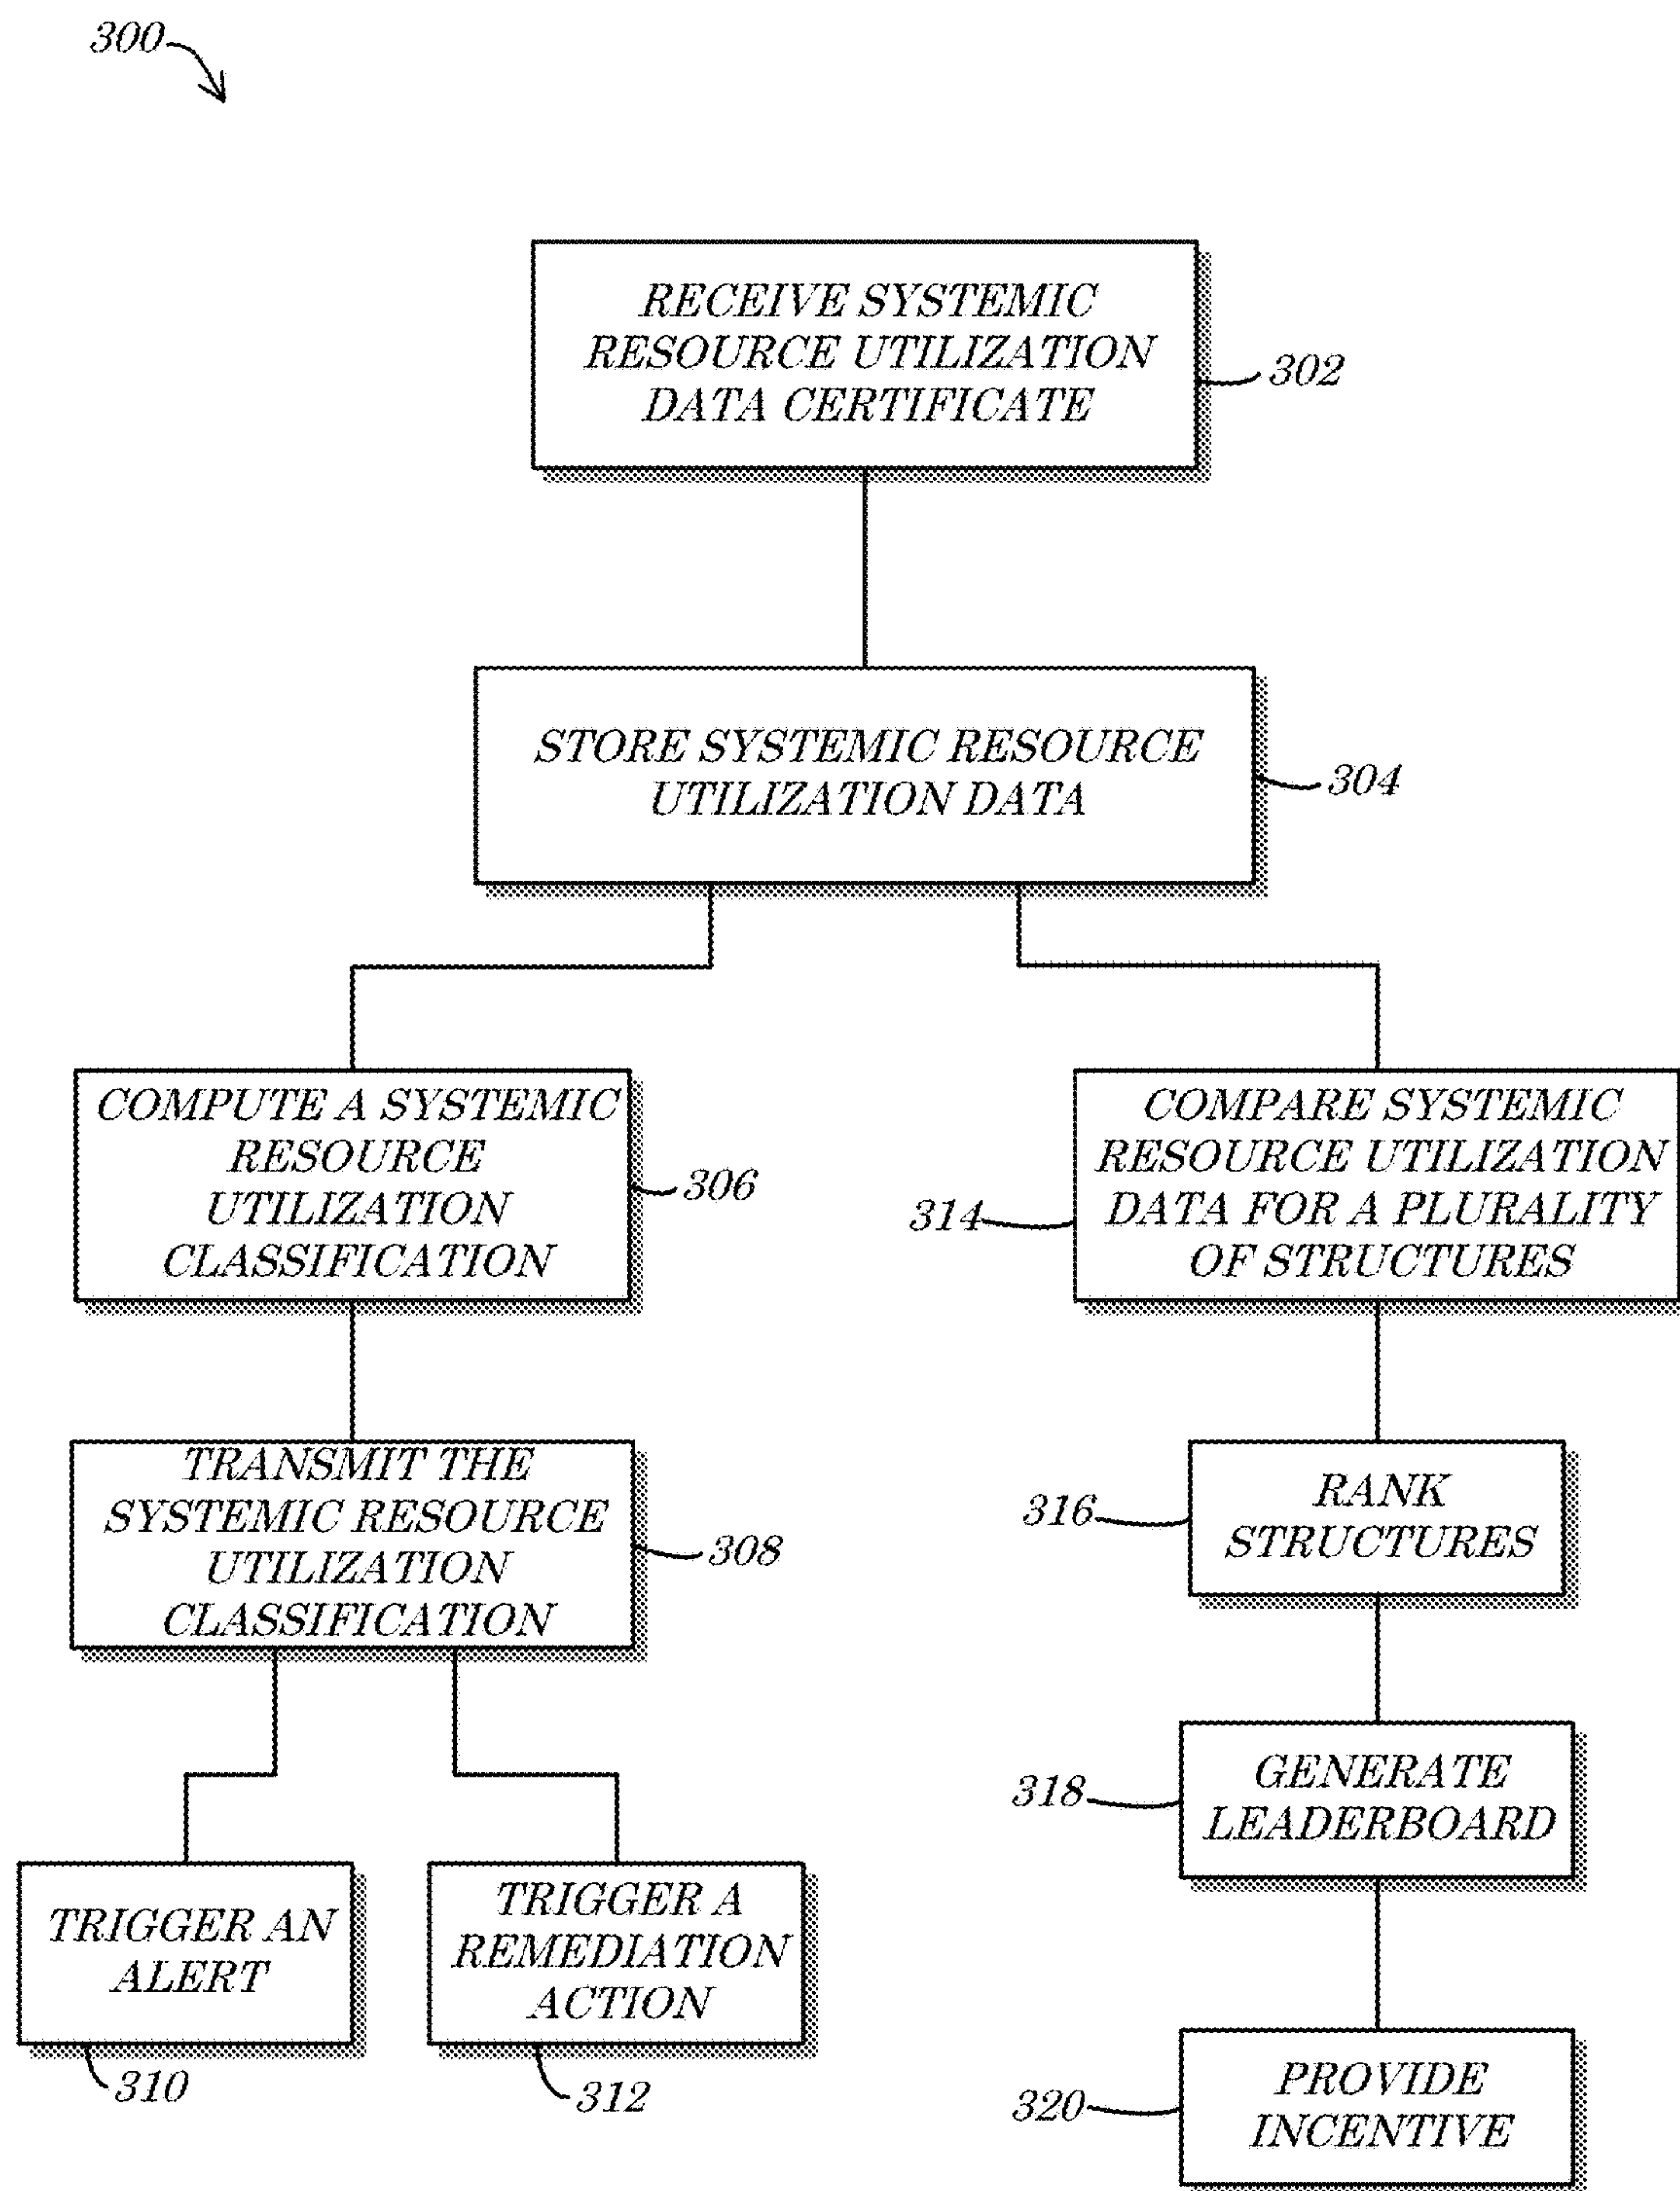 300
RECEIVE SYSTEMIC
RESOURCE UTILIZATION
DATA CERTIFICATE
302
STORE SYSTEMIC RESOURCE
UTILIZATION DATA
304
COMPUTE A SYSTEMIC
RESOURCE
UTILIZATION
CLASSIFICATION
306
TRANSMIT THE
SYSTEMIC RESOURCE
UTILIZATION
CLASSIFICATION
308
TRIGGER AN
ALERT
310
TRIGGER A
REMEDIATION
ACTION
312
COMPARE SYSTEMIC
RESOURCE UTILIZATION
DATA FOR A PLURALITY
OF STRUCTURES
314
RANK
STRUCTURES
316
GENERATE
LEADERBOARD
318
PROVIDE
INCENTIVE
320